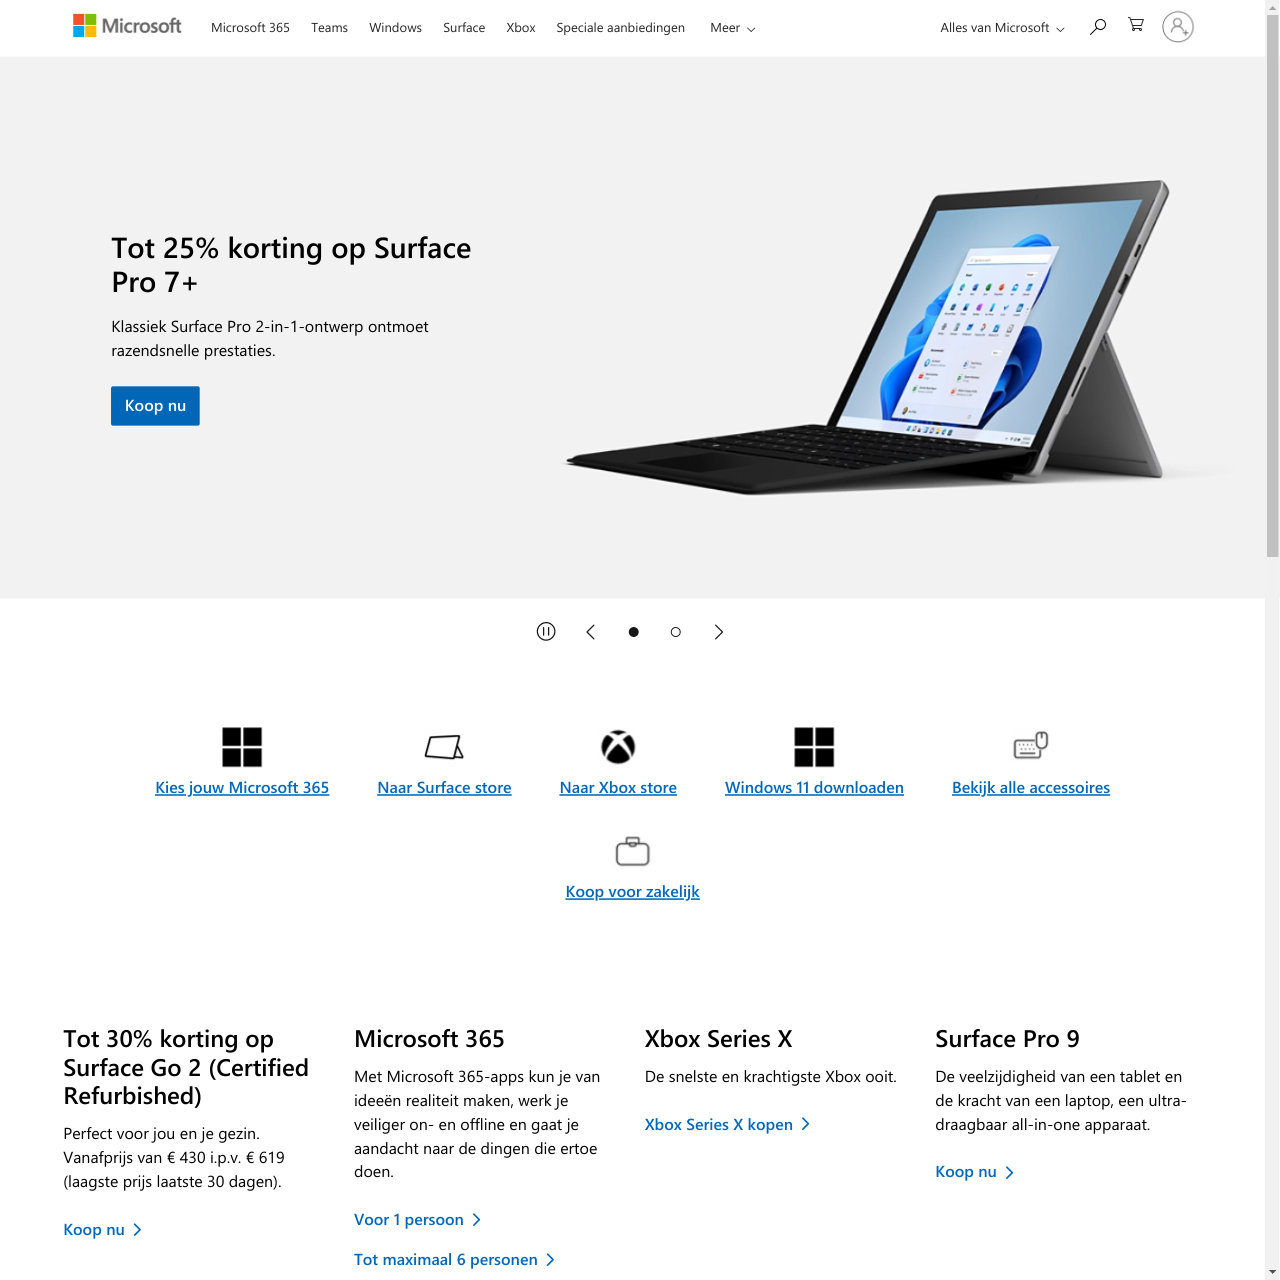 Microsoft
Microsoft 365
Teams
Windows
Surface
Xbox
Speciale aanbiedingen
Meer
Alles van Microsoft
Tot 25% korting op Surface
Pro 7+
Klassiek Surface Pro 2-in-1-ontwerp ontmoet
razendsnelle prestaties.
Koop nu
Kies jouw Microsoft 365
Naar Surface store
Naar Xbox store
Windows 11 downloaden
Bekijk alle accessoires
Koop voor zakelijk
Tot 30% korting op
Surface Go 2 (Certified
Refurbished)
Perfect voor jou en je gezin.
Vanafprijs van € 430 i.p.v. € 619
(laagste prijs laatste 30 dagen).
Koop nu
Microsoft 365
Met Microsoft 365-apps kun je van
ideeën realiteit maken, werk je
veiliger on- en offline en gaat je
aandacht naar de dingen die ertoe
doen.
Voor 1 persoon
Tot maximaal 6 personen
Xbox Series X
De snelste en krachtigste Xbox ooit.
Xbox Series X kopen
Surface Pro 9
De veelzijdigheid van een tablet en
de kracht van een laptop, een ultra-
draagbaar all-in-one apparaat.
Koop nu